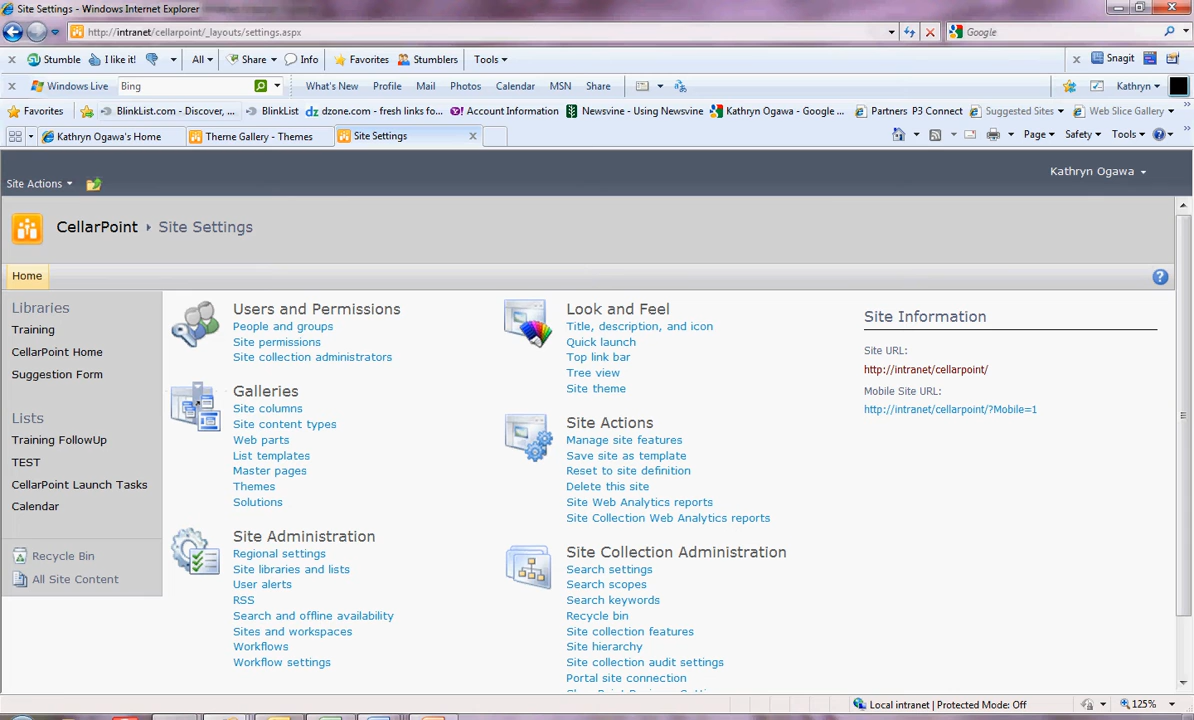 Site Settings - Windows Internet Explorer
http://intranet/cellarpoint/_layouts/settings.aspx
Google
Stumble I like it! All Share Info Favorites Stumblers Tools
Snagit
Windows Live Bing What's New Profile Mail Photos Calendar MSN Share
Kathryn
Favorites BlinkList.com - Discover, ... BlinkList dzone.com - fresh links fo... Account Information Newsvine - Using Newsvine Kathryn Ogawa - Google ... Partners P3 Connect Suggested Sites Web Slice Gallery
Kathryn Ogawa's Home Theme Gallery - Themes Site Settings
Page Safety Tools
Site Actions
Kathryn Ogawa
CellarPoint Site Settings
Home
Libraries
Training
CellarPoint Home
Suggestion Form
Lists
Training FollowUp
TEST
CellarPoint Launch Tasks
Calendar
Recycle Bin
All Site Content
Users and Permissions
People and groups
Site permissions
Site collection administrators
Galleries
Site columns
Site content types
Web parts
List templates
Master pages
Themes
Solutions
Site Administration
Regional settings
Site libraries and lists
User alerts
RSS
Search and offline availability
Sites and workspaces
Workflows
Workflow settings
Look and Feel
Title, description, and icon
Quick launch
Top link bar
Tree view
Site theme
Site Actions
Manage site features
Save site as template
Reset to site definition
Delete this site
Site Web Analytics reports
Site Collection Web Analytics reports
Site Collection Administration
Search settings
Search scopes
Search keywords
Recycle bin
Site collection features
Site hierarchy
Site collection audit settings
Portal site connection
Site Information
Site URL:
http://intranet/cellarpoint/
Mobile Site URL:
http://intranet/cellarpoint/?Mobile=1
Local intranet | Protected Mode: Off
125%